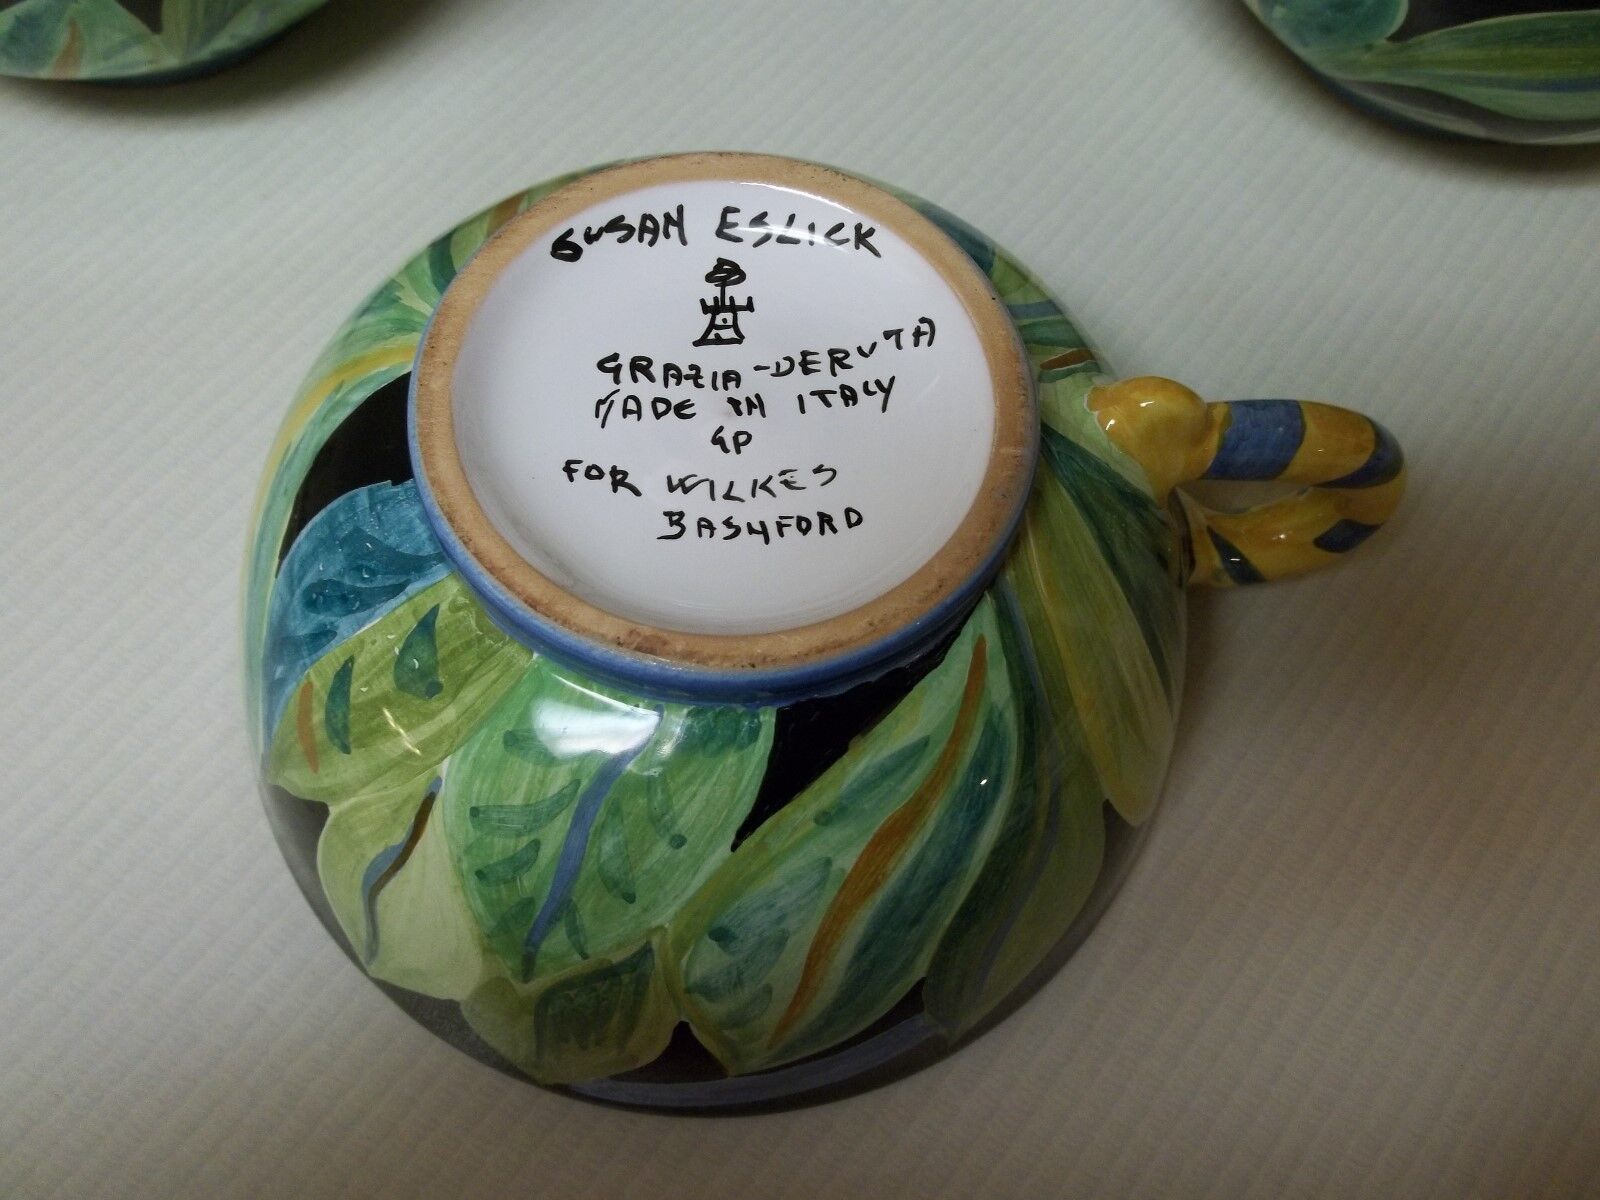 SUSAN ESLICK
GRAZIA-DERUTA
MADE IN ITALY
GP
FOR WILKES
BASHFORD